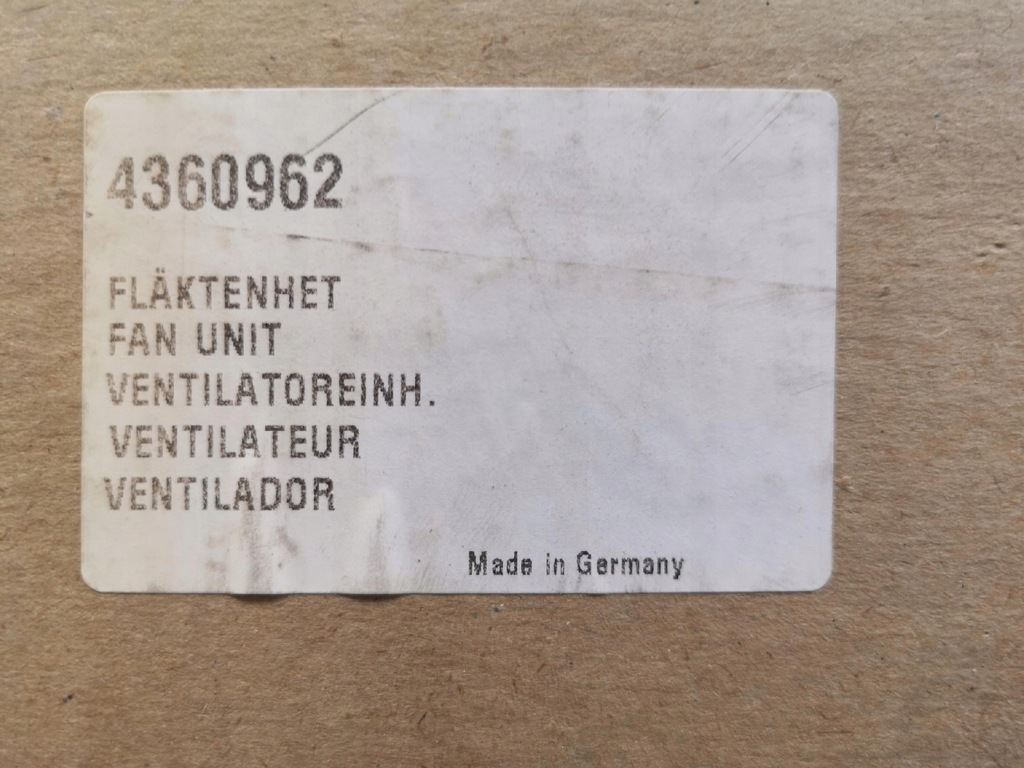 4360962
FLÄKTENHET
FAN UNIT
VENTILATOREINH.
VENTILATEUR
VENTILADOR
Made in Germany